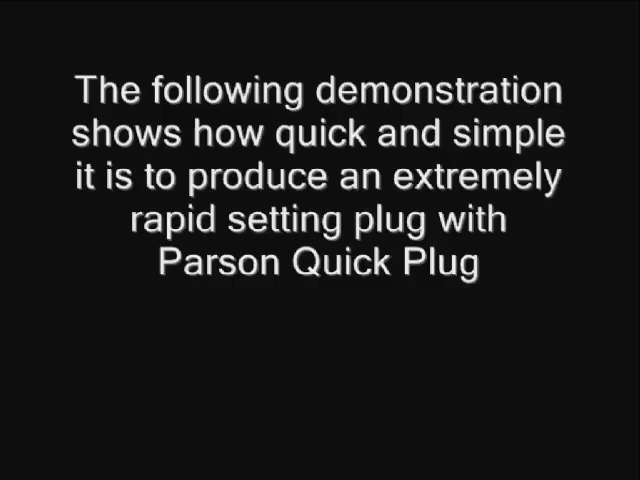 The following demonstration
shows how quick and simple
it is to produce an extremely
rapid setting plug with
Parson Quick Plug